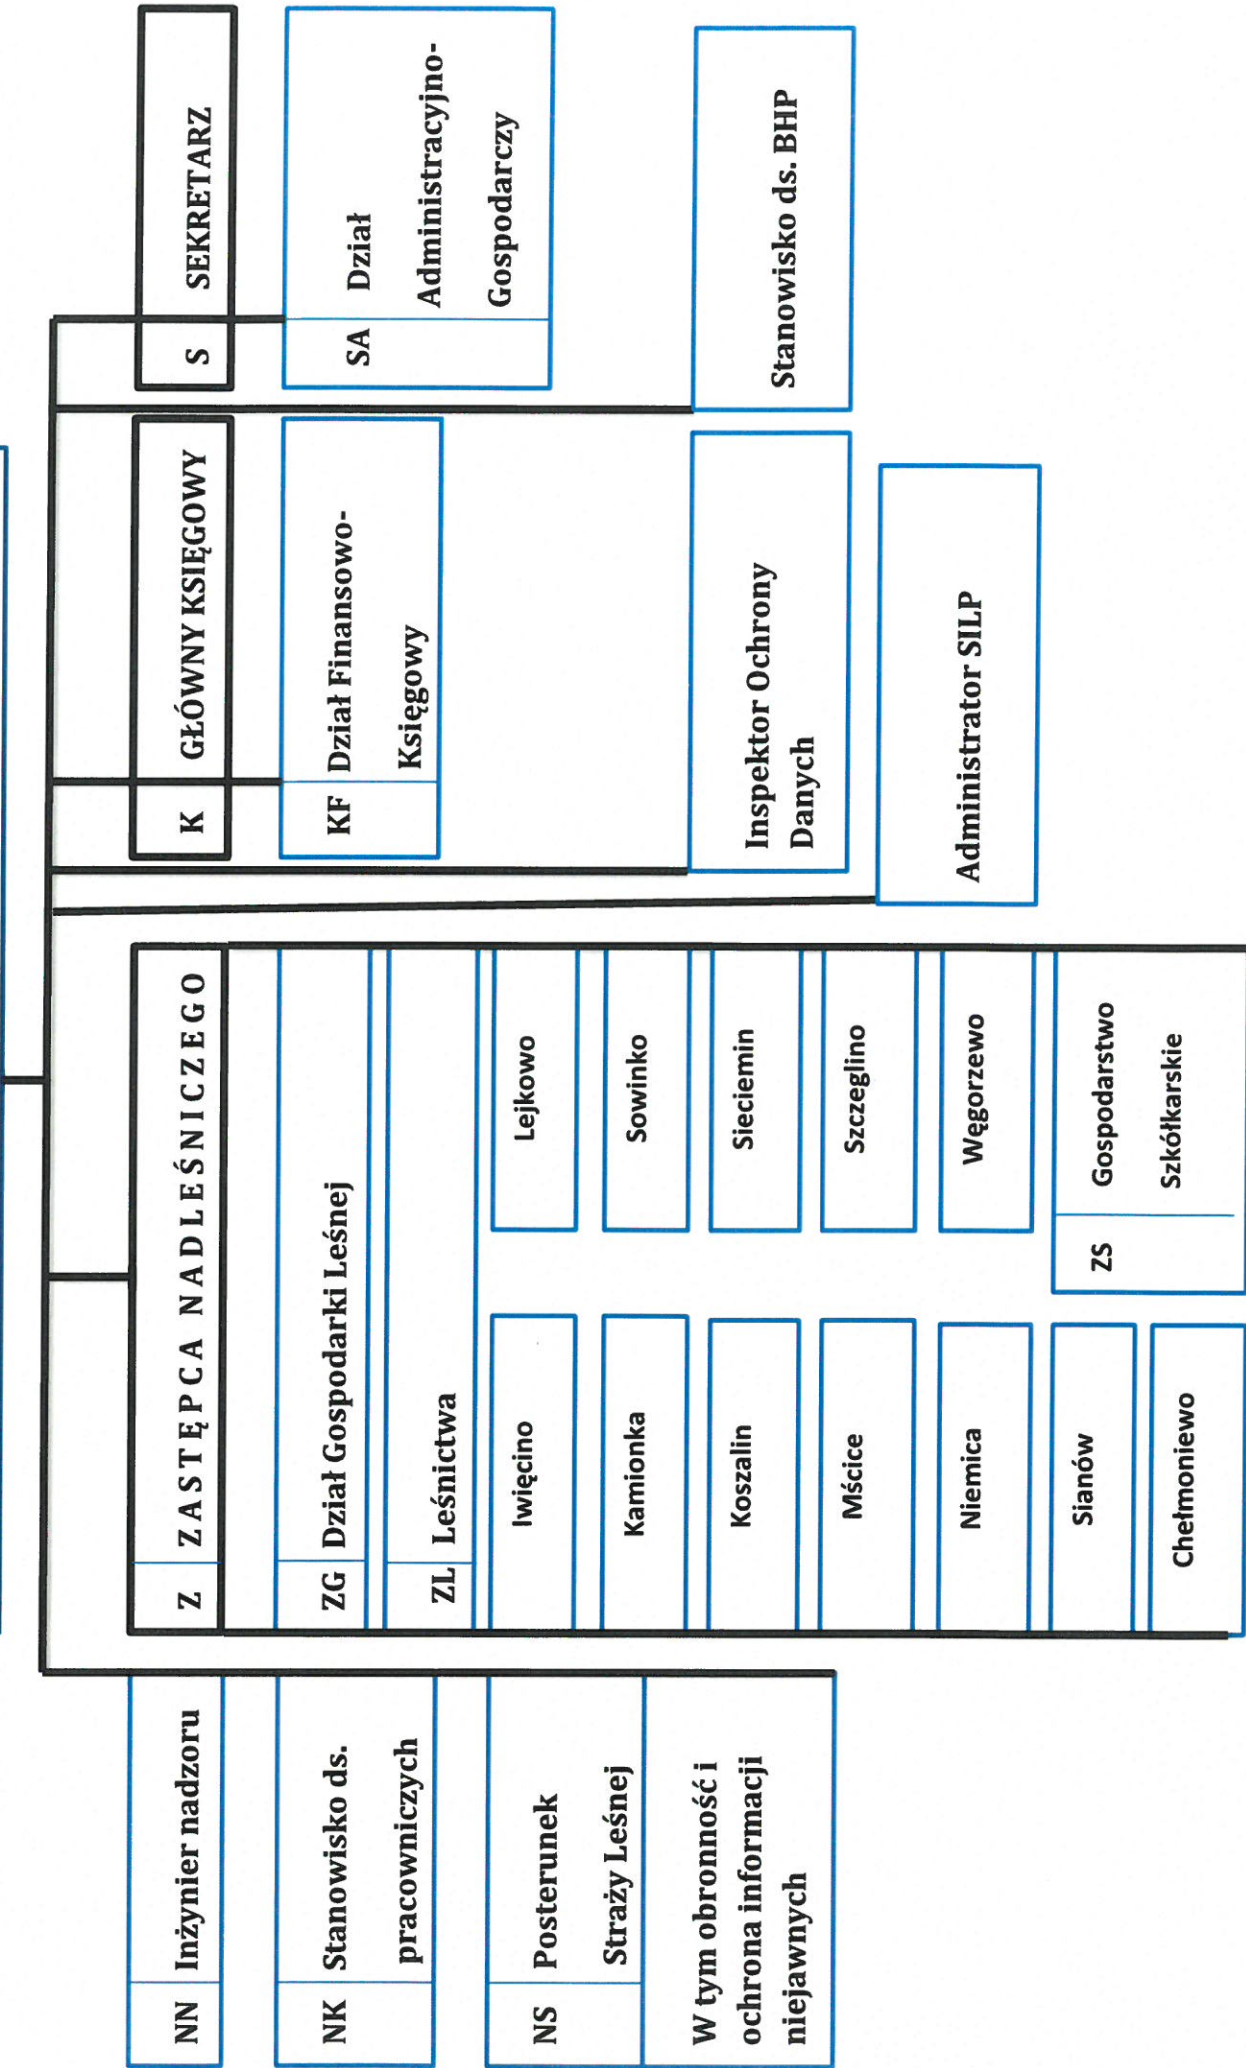 NN Inżynier nadzoru
NK Stanowisko ds.
pracowniczych
NS Posterunek
Straży Leśnej
W tym obronność i
ochrona informacji
niejawnych
Z ZASTĘPCA NADLEŚNICZEGO
ZG Dział Gospodarki Leśnej
ZL Leśnictwa
Iwięcino
Kamionka
Koszalin
Mścice
Niemica
Sianów
Chełmoniewo
Lejkowo
Sowinko
Sieciemin
Szczeglino
Węgorzewo
ZS Gospodarstwo
Szkółkarskie
K GŁÓWNY KSIĘGOWY
KF Dział Finansowo-
Księgowy
Inspektor Ochrony
Danych
Administrator SILP
S SEKRETARZ
SA Dział
Administracyjno-
Gospodarczy
Stanowisko ds. BHP